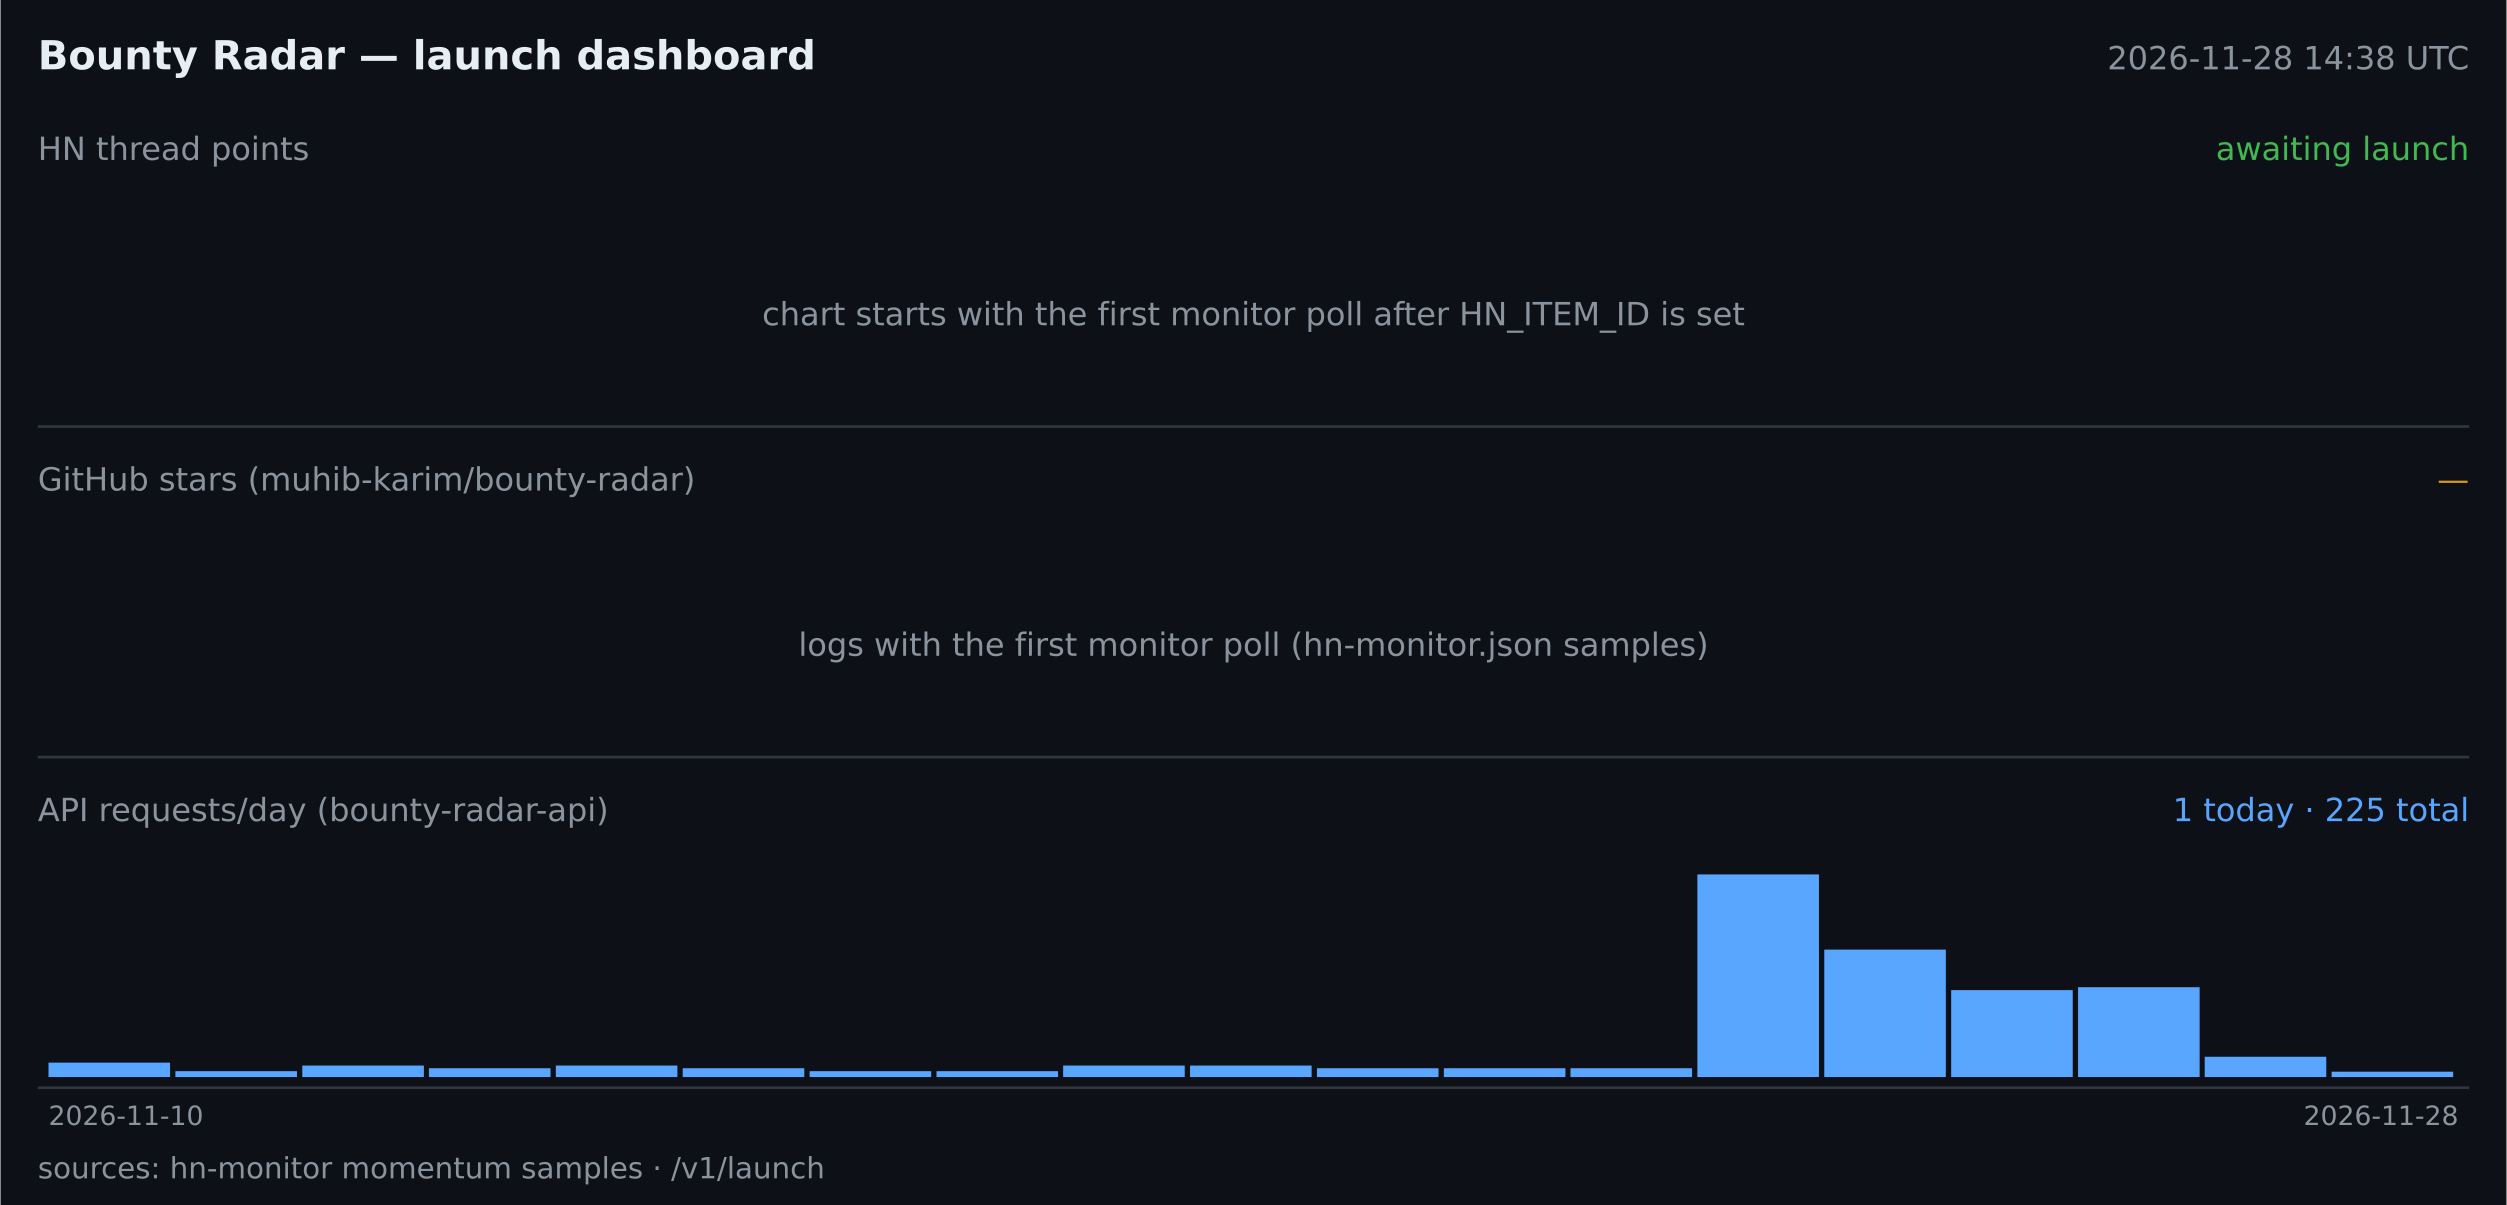 Bounty Radar — launch dashboard
2026-11-28 14:38 UTC
HN thread points
awaiting launch
chart starts with the first monitor poll after HN_ITEM_ID is set
GitHub stars (muhib-karim/bounty-radar)
—
logs with the first monitor poll (hn-monitor.json samples)
API requests/day (bounty-radar-api)
1 today · 225 total
2026-11-10
2026-11-28
sources: hn-monitor momentum samples · /v1/launch